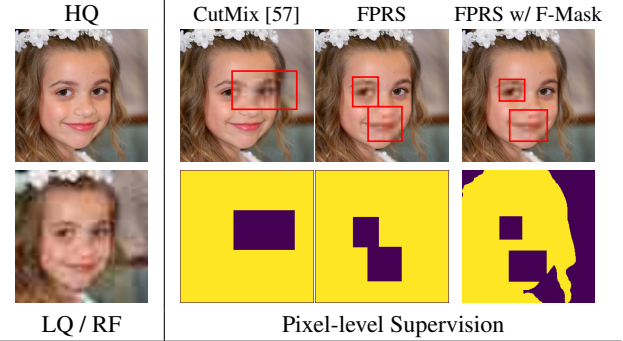 HQ
CutMix [57]
FPRS
FPRS w/ F-Mask
LQ / RF
Pixel-level Supervision